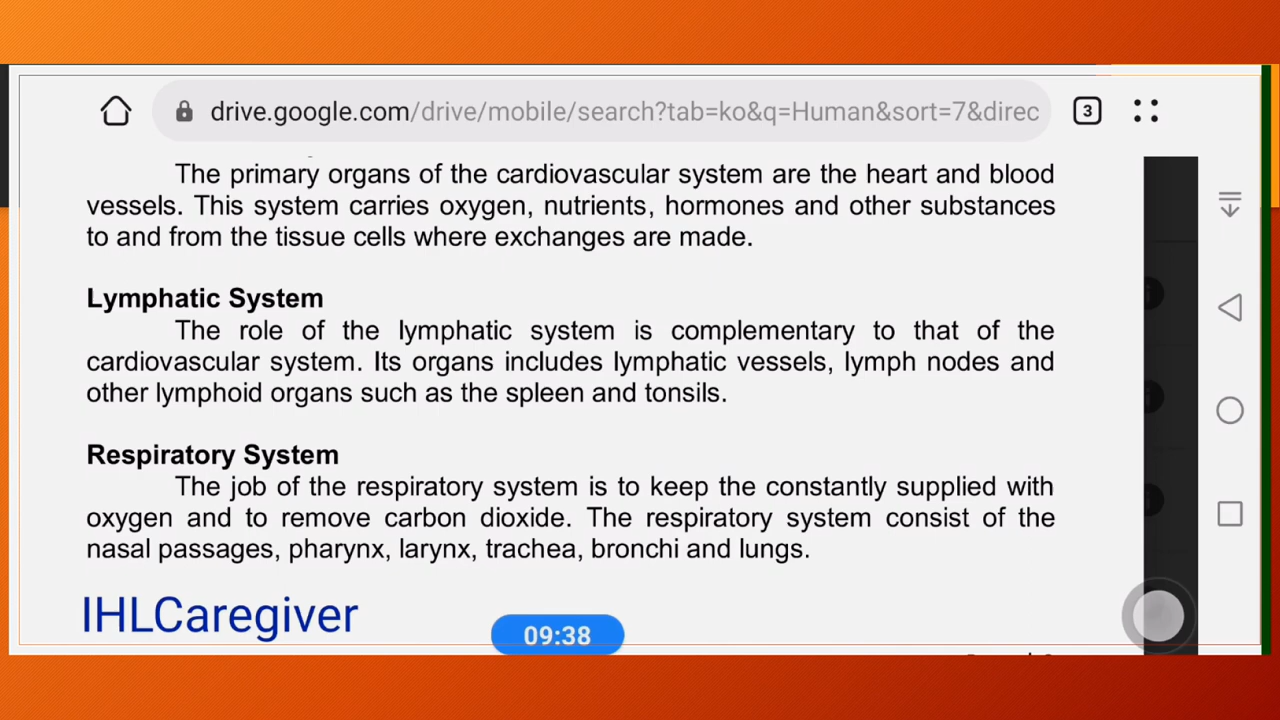 drive.google.com/drive/mobile/search?tab=ko&q=Human&sort=7&direc
3
The primary organs of the cardiovascular system are the heart and blood
vessels. This system carries oxygen, nutrients, hormones and other substances
to and from the tissue cells where exchanges are made.
Lymphatic System
The role of the lymphatic system is complementary to that of the
cardiovascular system. Its organs includes lymphatic vessels, lymph nodes and
other lymphoid organs such as the spleen and tonsils.
Respiratory System
The job of the respiratory system is to keep the constantly supplied with
oxygen and to remove carbon dioxide. The respiratory system consist of the
nasal passages, pharynx, larynx, trachea, bronchi and lungs.
IHLCaregiver
09:38